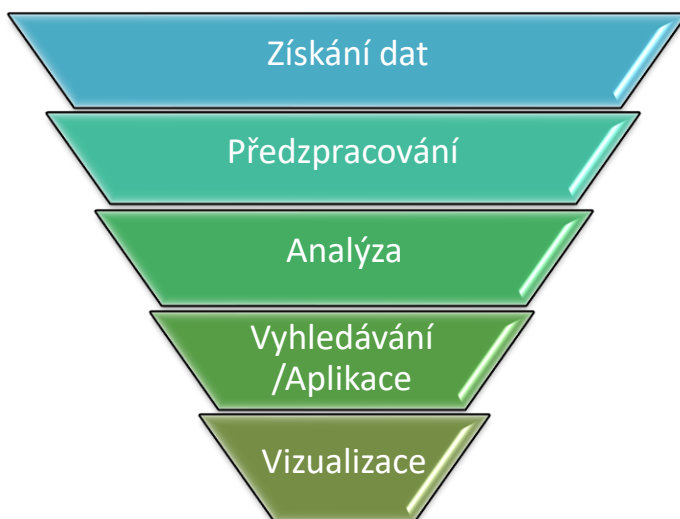 Získání dat
Předzpracování
Analýza
Vyhledávání
/Aplikace
Vizualizace